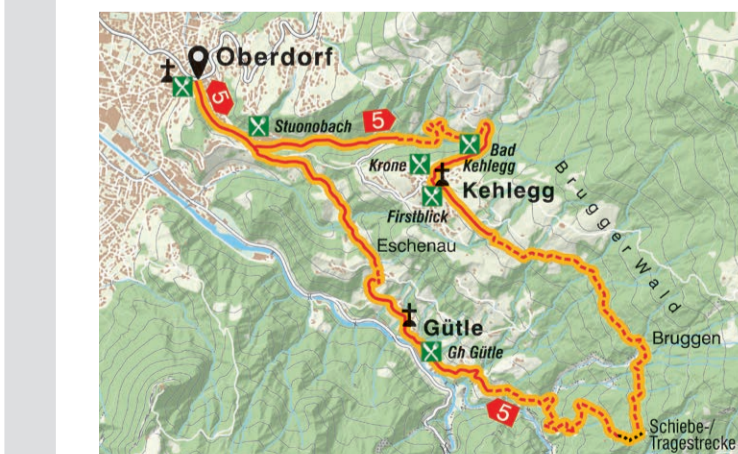 Oberdorf
5
Stuonobach
5
Bad
Kehlegg
Krone
Kehlegg
Firstblick
Brugger Wald
Eschenau
Gütle
Bruggen
Gh Gütle
5
Schiebe-/
Tragestrecke